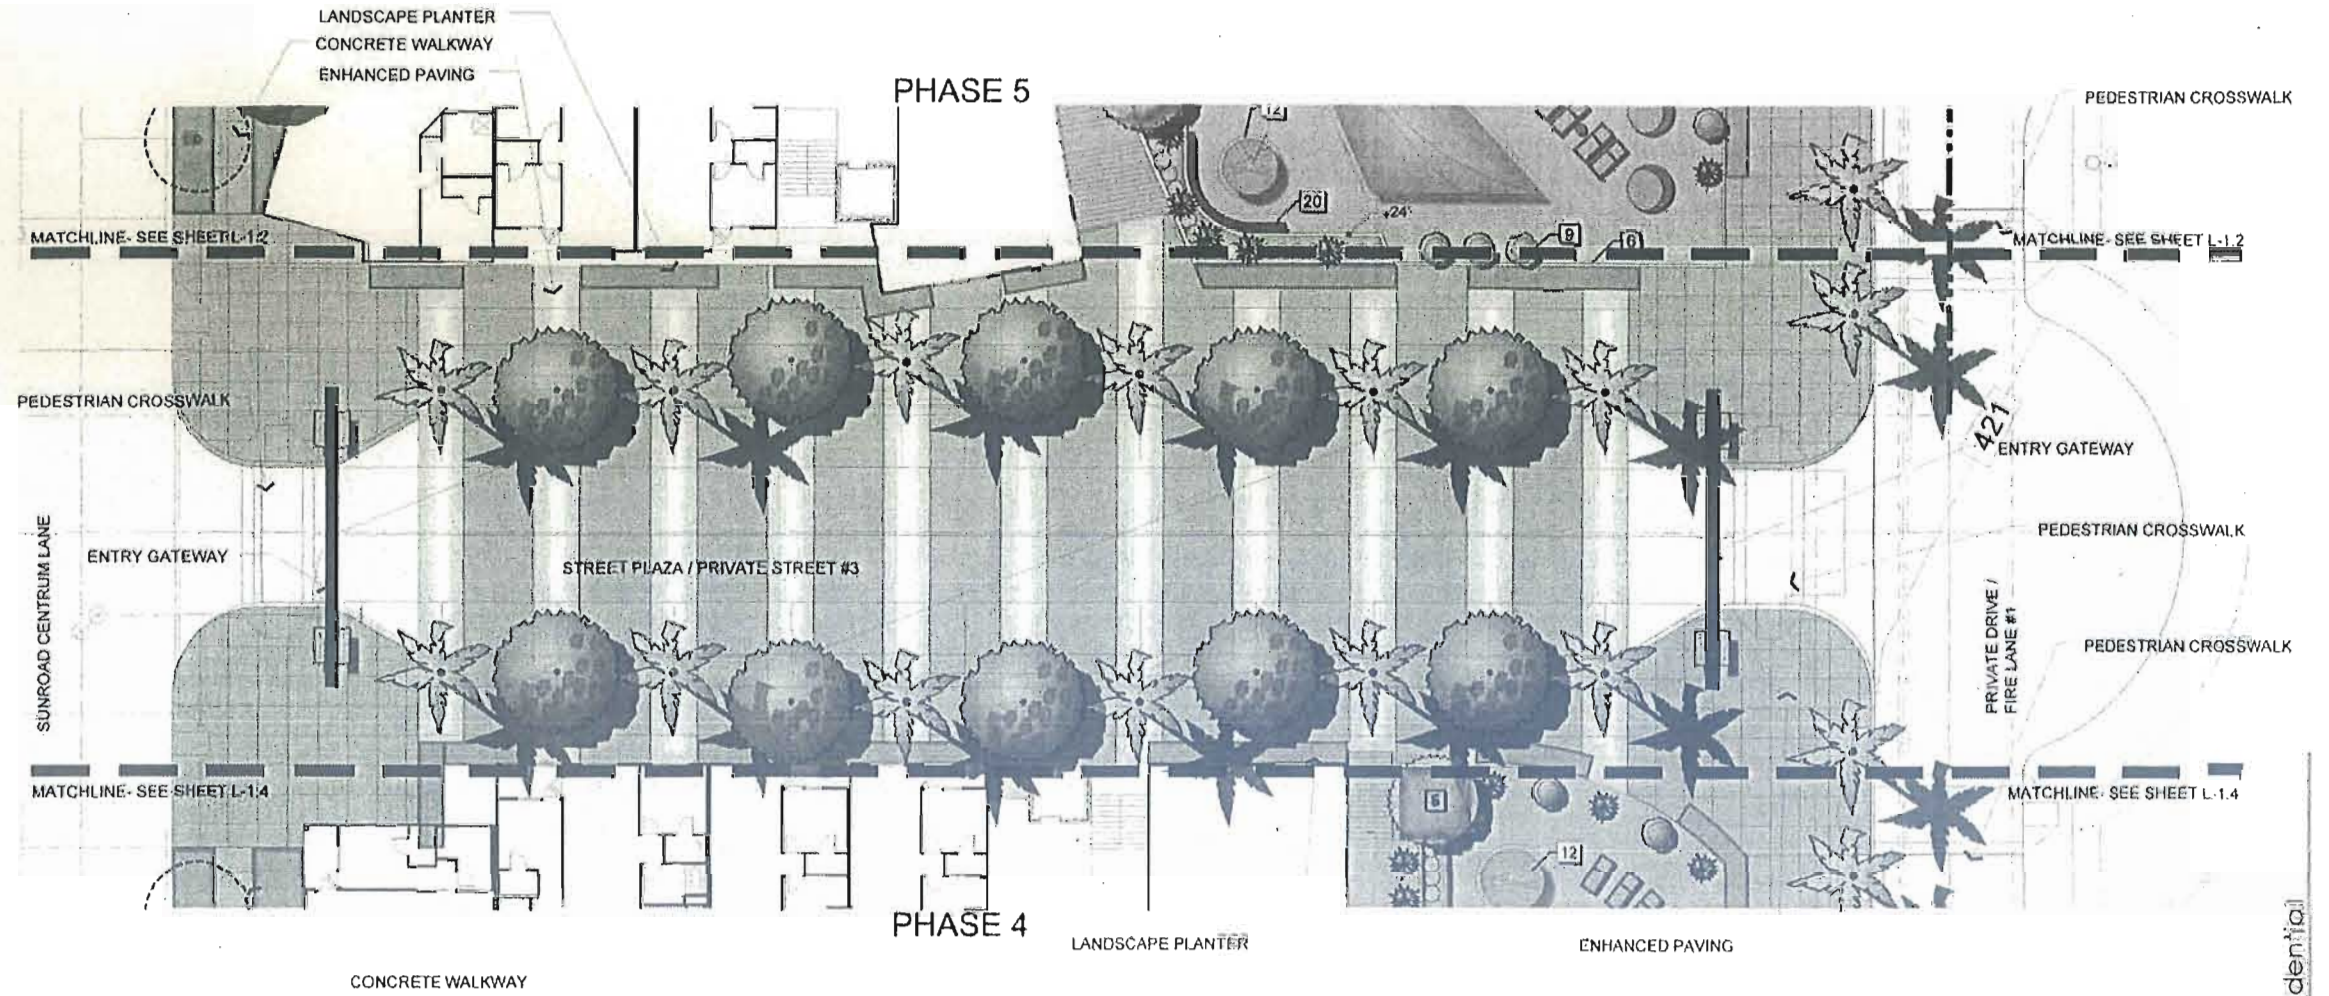 LANDSCAPE PLANTER
CONCRETE WALKWAY
ENHANCED PAVING
PHASE 5
PEDESTRIAN CROSSWALK
12
20
+24"
9
6
MATCHLINE- SEE SHEET L-1.2
MATCHLINE- SEE SHEET L-1.2
PEDESTRIAN CROSSWALK
421
ENTRY GATEWAY
PEDESTRIAN CROSSWALK
ENTRY GATEWAY
STREET PLAZA / PRIVATE STREET #3
SUNROAD CENTRUM LANE
PRIVATE DRIVE /
FIRE LANE #1
PEDESTRIAN CROSSWALK
MATCHLINE- SEE SHEET L-1.4
MATCHLINE- SEE SHEET L-1.4
5
12
PHASE 4
LANDSCAPE PLANTER
ENHANCED PAVING
CONCRETE WALKWAY
dential